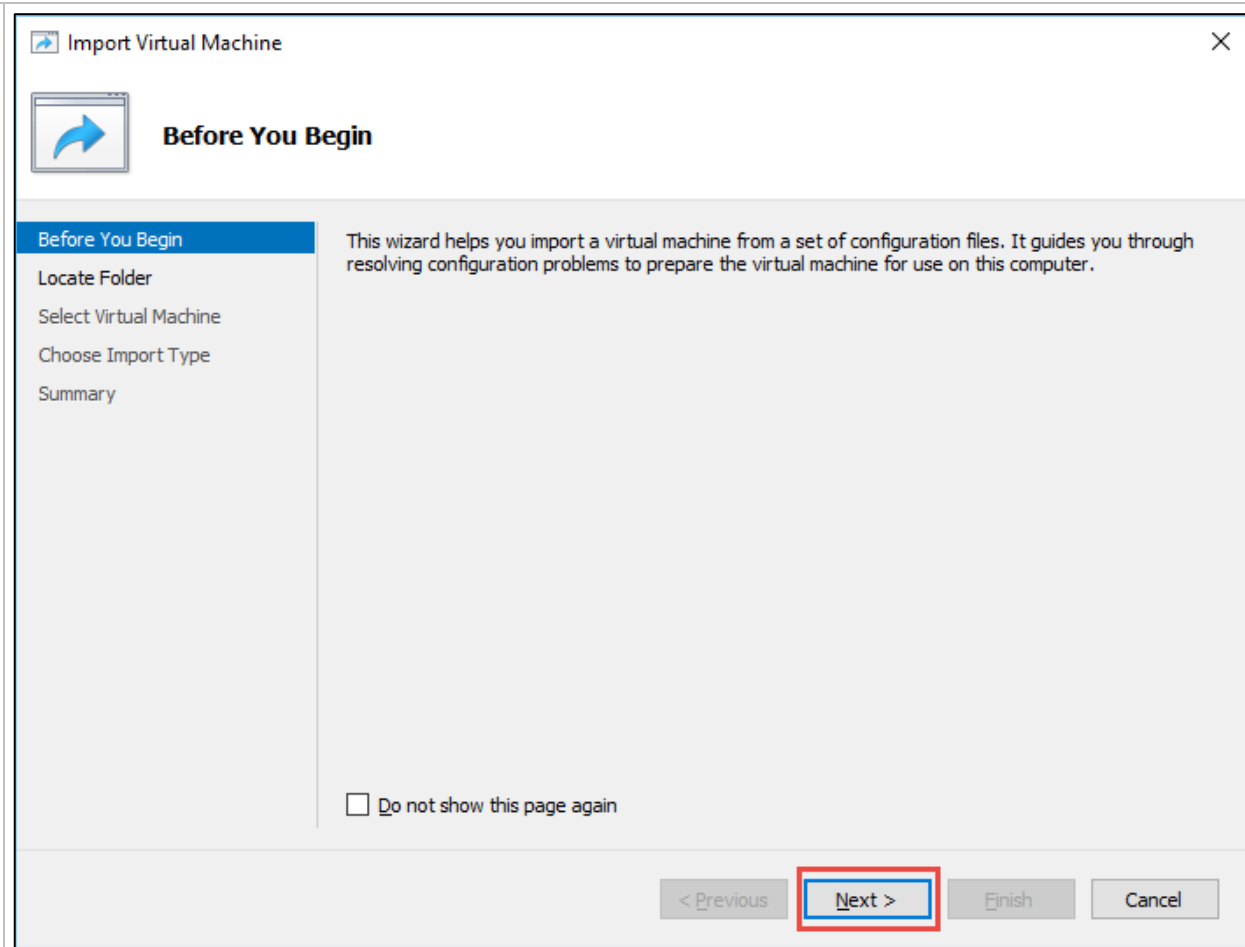 Import Virtual Machine
Before You Begin
Before You Begin
Locate Folder
Select Virtual Machine
Choose Import Type
Summary
This wizard helps you import a virtual machine from a set of configuration files. It guides you through
resolving configuration problems to prepare the virtual machine for use on this computer.
Do not show this page again
< Previous
Next >
Finish
Cancel